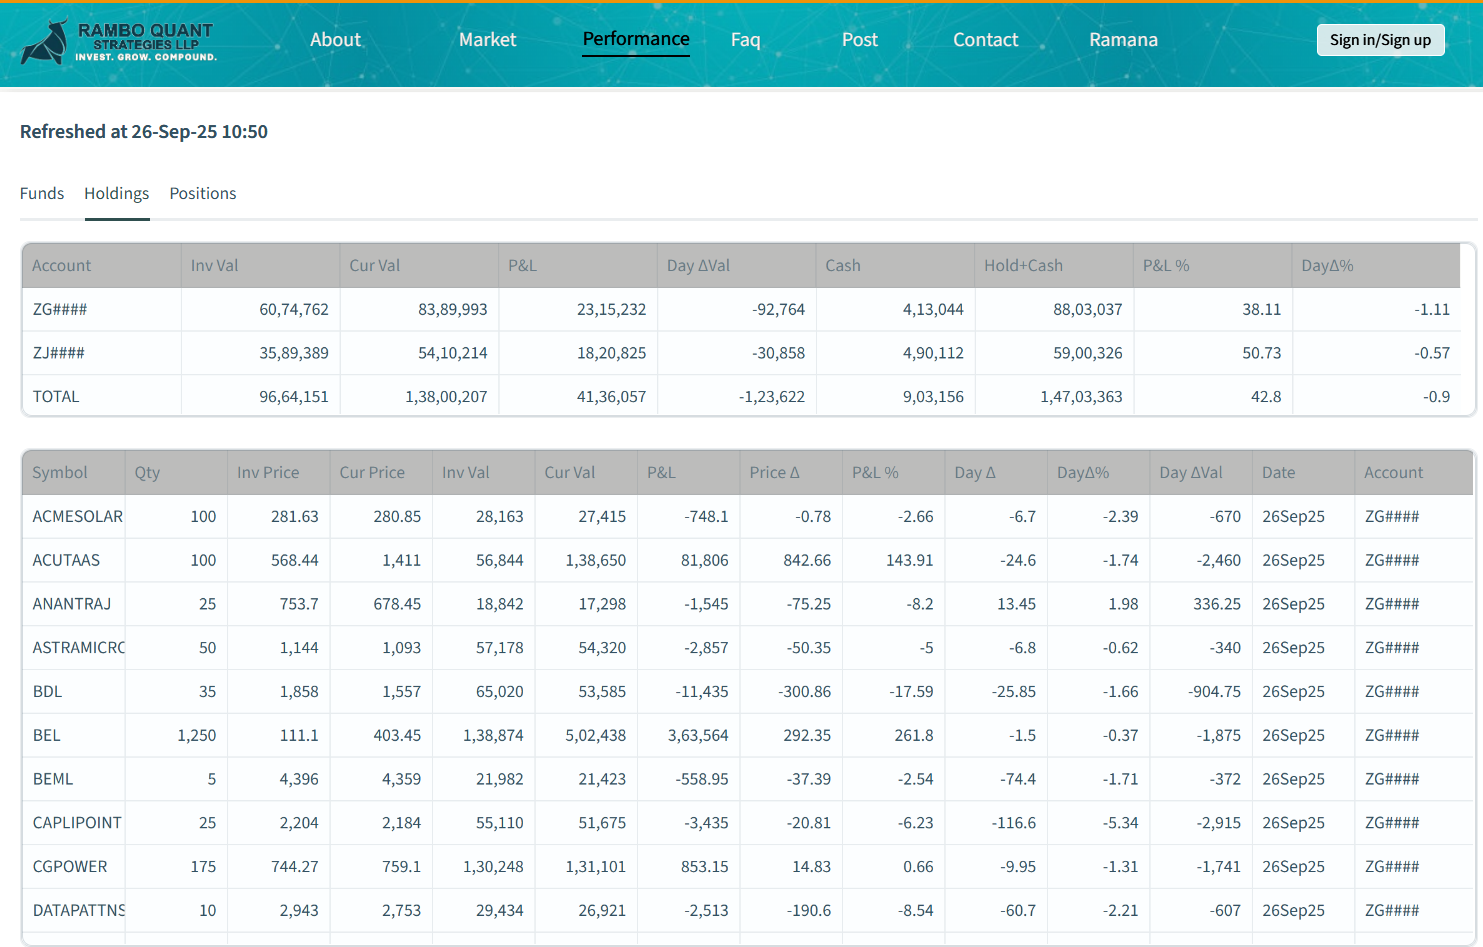 RAMBO QUANT
STRATEGIES LLP
INVEST. GROW. COMPOUND.
About Market Performance Faq Post Contact Ramana Sign in/Sign up
Refreshed at 26-Sep-25 10:50
Funds Holdings Positions
Account Inv Val Cur Val P&L Day ΔVal Cash Hold+Cash P&L % DayΔ%
ZG#### 60,74,762 83,89,993 23,15,232 -92,764 4,13,044 88,03,037 38.11 -1.11
ZJ#### 35,89,389 54,10,214 18,20,825 -30,858 4,90,112 59,00,326 50.73 -0.57
TOTAL 96,64,151 1,38,00,207 41,36,057 -1,23,622 9,03,156 1,47,03,363 42.8 -0.9
Symbol Qty Inv Price Cur Price Inv Val Cur Val P&L Price Δ P&L % Day Δ DayΔ% Day ΔVal Date Account
ACMESOLAR 100 281.63 280.85 28,163 27,415 -748.1 -0.78 -2.66 -6.7 -2.39 -670 26Sep25 ZG####
ACUTAAS 100 568.44 1,411 56,844 1,38,650 81,806 842.66 143.91 -24.6 -1.74 -2,460 26Sep25 ZG####
ANANTRAJ 25 753.7 678.45 18,842 17,298 -1,545 -75.25 -8.2 13.45 1.98 336.25 26Sep25 ZG####
ASTRAMICRO 50 1,144 1,093 57,178 54,320 -2,857 -50.35 -5 -6.8 -0.62 -340 26Sep25 ZG####
BDL 35 1,858 1,557 65,020 53,585 -11,435 -300.86 -17.59 -25.85 -1.66 -904.75 26Sep25 ZG####
BEL 1,250 111.1 403.45 1,38,874 5,02,438 3,63,564 292.35 261.8 -1.5 -0.37 -1,875 26Sep25 ZG####
BEML 5 4,396 4,359 21,982 21,423 -558.95 -37.39 -2.54 -74.4 -1.71 -372 26Sep25 ZG####
CAPLIPOINT 25 2,204 2,184 55,110 51,675 -3,435 -20.81 -6.23 -116.6 -5.34 -2,915 26Sep25 ZG####
CGPOWER 175 744.27 759.1 1,30,248 1,31,101 853.15 14.83 0.66 -9.95 -1.31 -1,741 26Sep25 ZG####
DATAPATTNS 10 2,943 2,753 29,434 26,921 -2,513 -190.6 -8.54 -60.7 -2.21 -607 26Sep25 ZG####